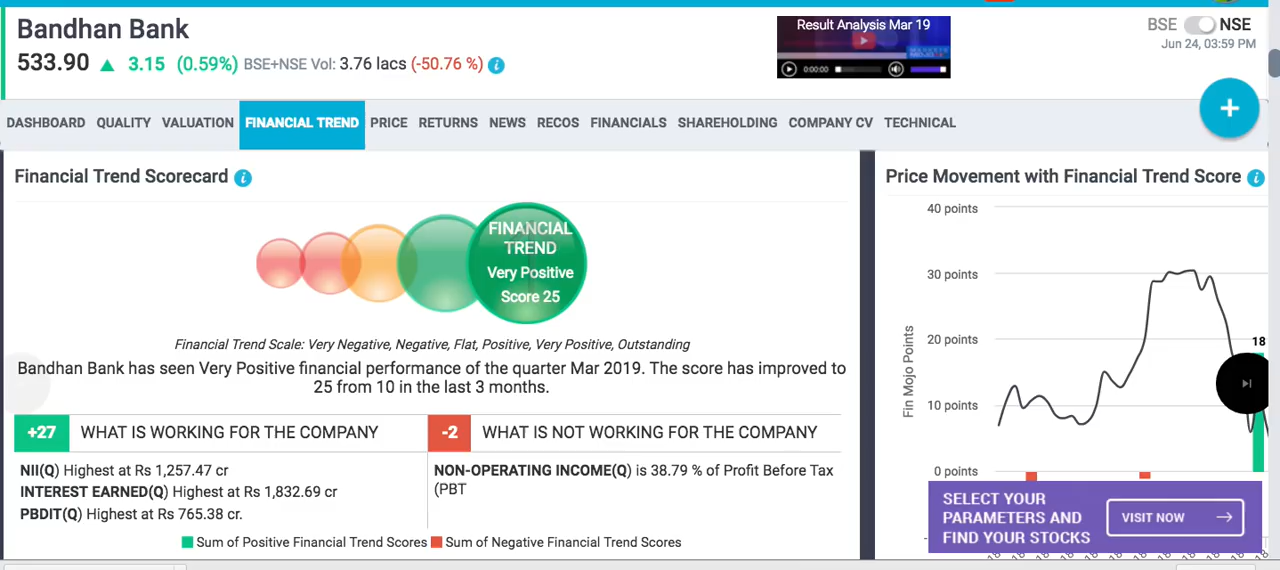 Bandhan Bank
533.90 ▲ 3.15 (0.59%) BSE+NSE Vol: 3.76 lacs (-50.76 %) i
Result Analysis Mar 19
0:00:00
BSE NSE
Jun 24, 03:59 PM
+
DASHBOARD QUALITY VALUATION FINANCIAL TREND PRICE RETURNS NEWS RECOS FINANCIALS SHAREHOLDING COMPANY CV TECHNICAL
Financial Trend Scorecard i
FINANCIAL
TREND
Very Positive
Score 25
Financial Trend Scale: Very Negative, Negative, Flat, Positive, Very Positive, Outstanding
Bandhan Bank has seen Very Positive financial performance of the quarter Mar 2019. The score has improved to
25 from 10 in the last 3 months.
+27 WHAT IS WORKING FOR THE COMPANY
NII(Q) Highest at Rs 1,257.47 cr
INTEREST EARNED(Q) Highest at Rs 1,832.69 cr
PBDIT(Q) Highest at Rs 765.38 cr.
-2 WHAT IS NOT WORKING FOR THE COMPANY
NON-OPERATING INCOME(Q) is 38.79 % of Profit Before Tax
(PBT
Sum of Positive Financial Trend Scores Sum of Negative Financial Trend Scores
Price Movement with Financial Trend Score i
Fin Mojo Points
40 points
30 points
20 points
10 points
0 points
18
SELECT YOUR
PARAMETERS AND
FIND YOUR STOCKS
VISIT NOW →